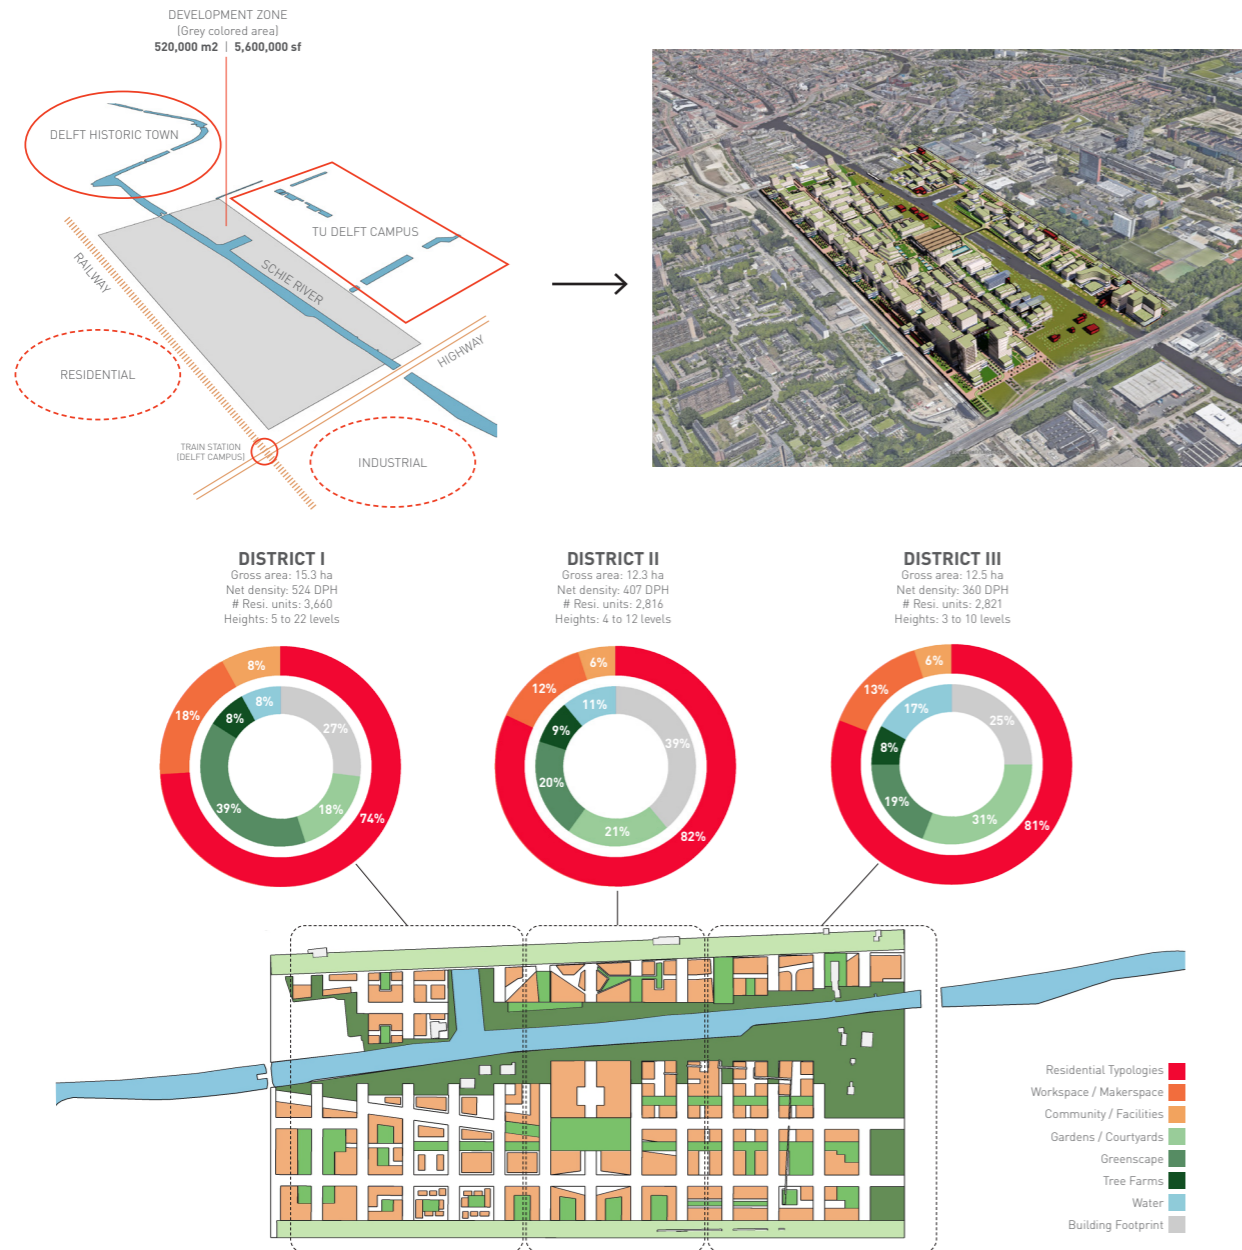 DEVELOPMENT ZONE
(Grey colored area)
520,000 m2 | 5,600,000 sf
DELFT HISTORIC TOWN
TU DELFT CAMPUS
SCHIE RIVER
RAILWAY
HIGHWAY
RESIDENTIAL
TRAIN STATION
(DELFT CAMPUS)
INDUSTRIAL
DISTRICT I
Gross area: 15.3 ha
Net density: 524 DPH
# Resi. units: 3,660
Heights: 5 to 22 levels
8%
18%
74%
8%
8%
27%
39%
18%
DISTRICT II
Gross area: 12.3 ha
Net density: 407 DPH
# Resi. units: 2,816
Heights: 4 to 12 levels
6%
12%
82%
11%
9%
39%
20%
21%
DISTRICT III
Gross area: 12.5 ha
Net density: 360 DPH
# Resi. units: 2,821
Heights: 3 to 10 levels
6%
13%
81%
17%
8%
25%
19%
31%
Residential Typologies
Workspace / Makerspace
Community / Facilities
Gardens / Courtyards
Greenscape
Tree Farms
Water
Building Footprint